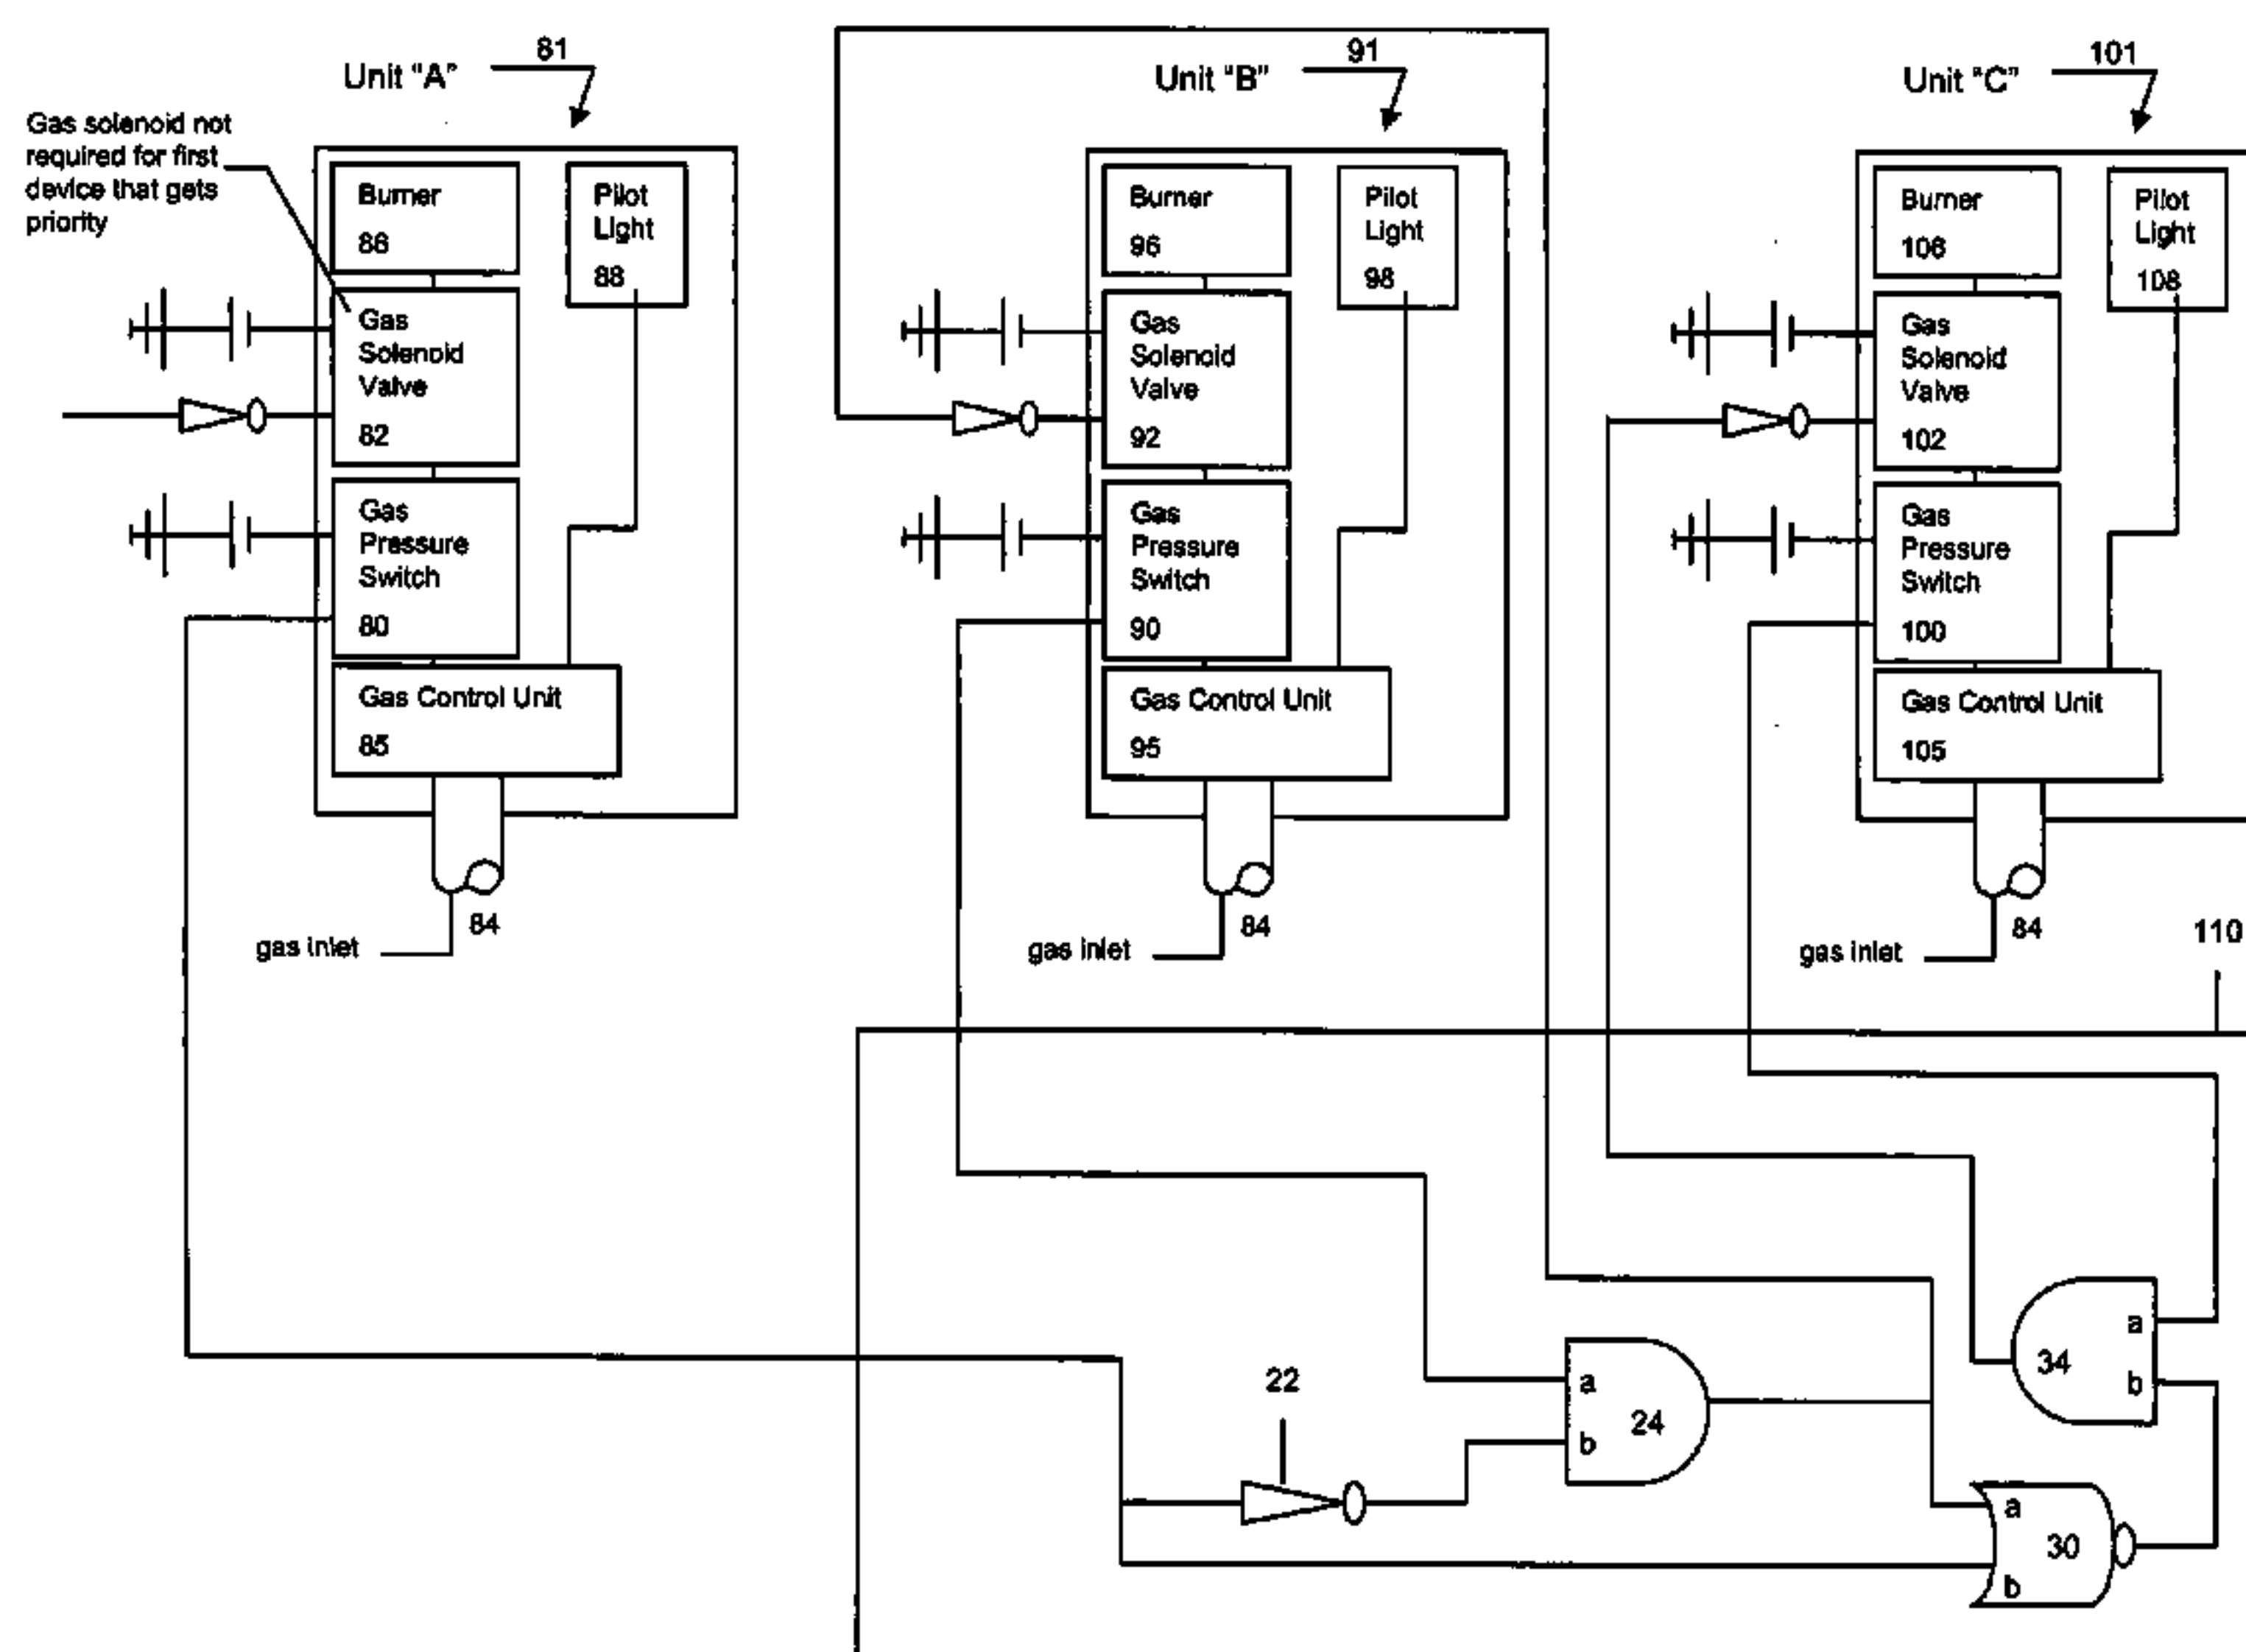 81
Unit "A"
91
Unit "B"
101
Unit "C"
Gas solenoid not
required for first
device that gets
priority
Burner
86
Pilot
Light
88
Gas
Solenoid
Valve
82
Gas
Pressure
Switch
80
Gas Control Unit
85
84
gas inlet
Burner
96
Pilot
Light
98
Gas
Solenoid
Valve
92
Gas
Pressure
Switch
90
Gas Control Unit
95
84
gas inlet
Burner
106
Pilot
Light
108
Gas
Solenoid
Valve
102
Gas
Pressure
Switch
100
Gas Control Unit
105
84
gas inlet
110
22
a
24
b
a
34
b
a
30
b